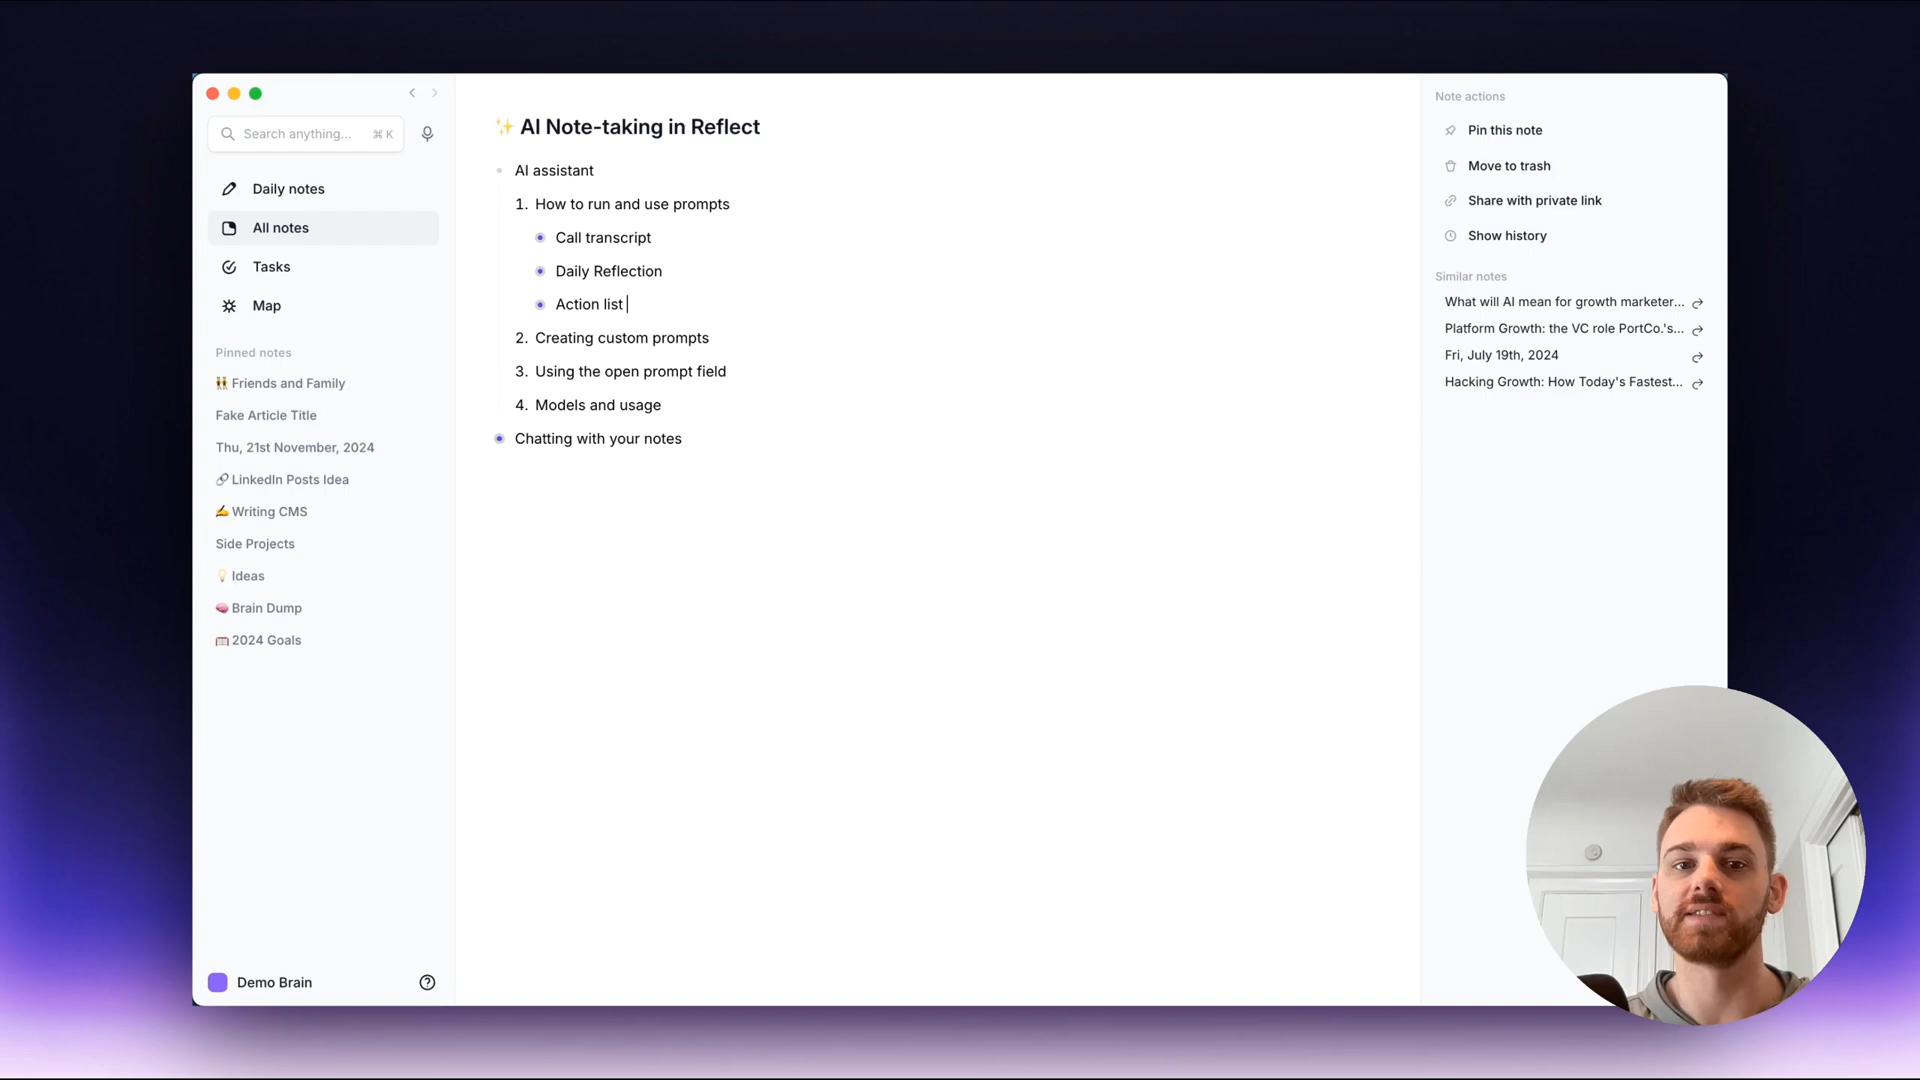 Search anything...
⌘ K
Daily notes
All notes
Tasks
Map
Pinned notes
👯 Friends and Family
Fake Article Title
Thu, 21st November, 2024
🔗 LinkedIn Posts Idea
✍️ Writing CMS
Side Projects
💡 Ideas
🧠 Brain Dump
📖 2024 Goals
Demo Brain
✨ AI Note-taking in Reflect
AI assistant
1. How to run and use prompts
Call transcript
Daily Reflection
Action list
2. Creating custom prompts
3. Using the open prompt field
4. Models and usage
Chatting with your notes
Note actions
Pin this note
Move to trash
Share with private link
Show history
Similar notes
What will AI mean for growth marketer...
Platform Growth: the VC role PortCo.'s...
Fri, July 19th, 2024
Hacking Growth: How Today's Fastest...